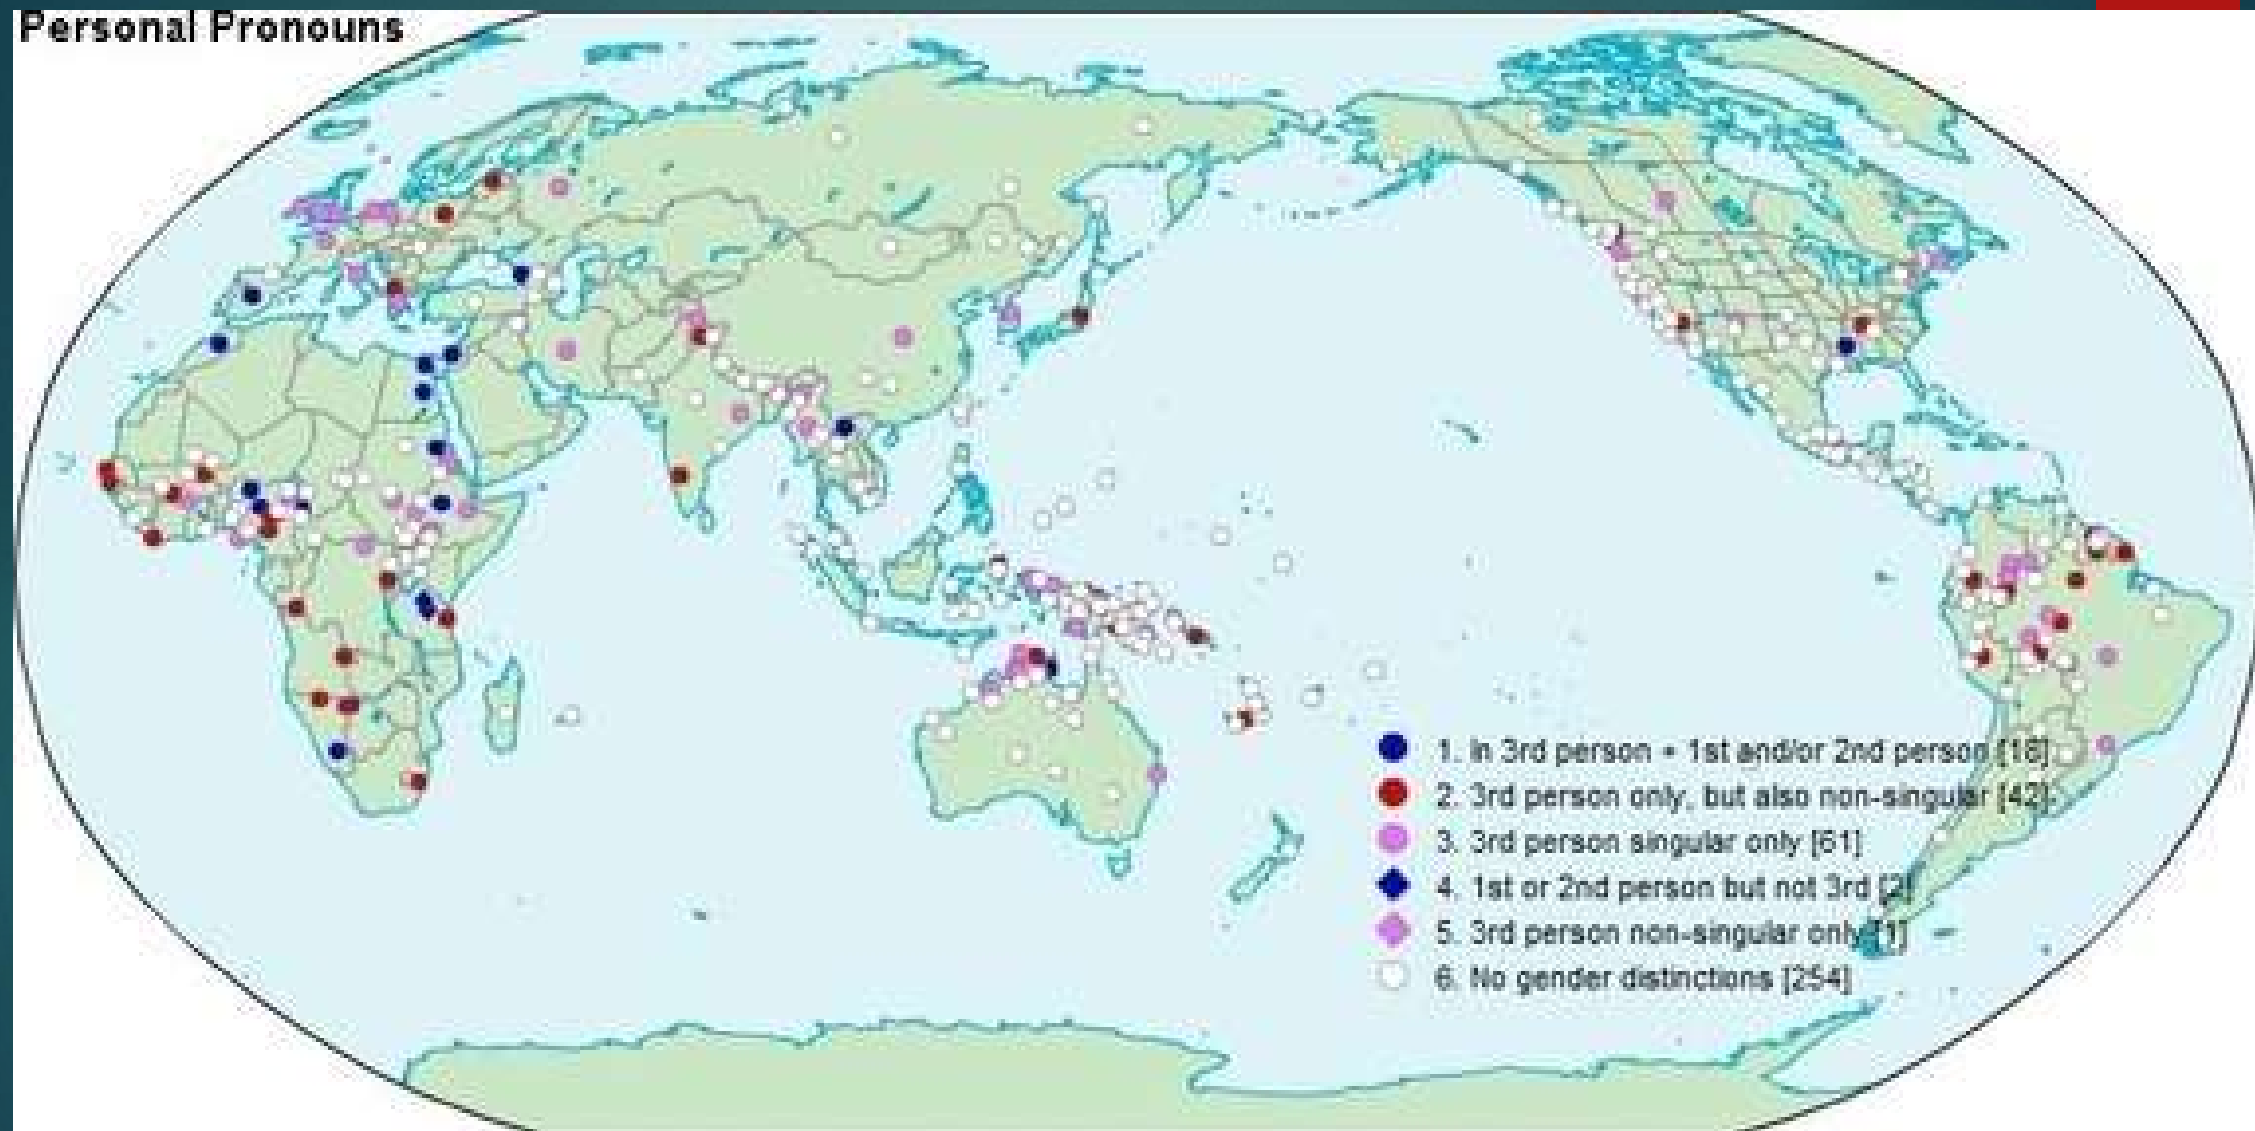 Personal Pronouns
1. In 3rd person + 1st and/or 2nd person [18]
2. 3rd person only, but also non-singular [42]
3. 3rd person singular only [61]
4. 1st or 2nd person but not 3rd [2]
5. 3rd person non-singular only [1]
6. No gender distinctions [254]